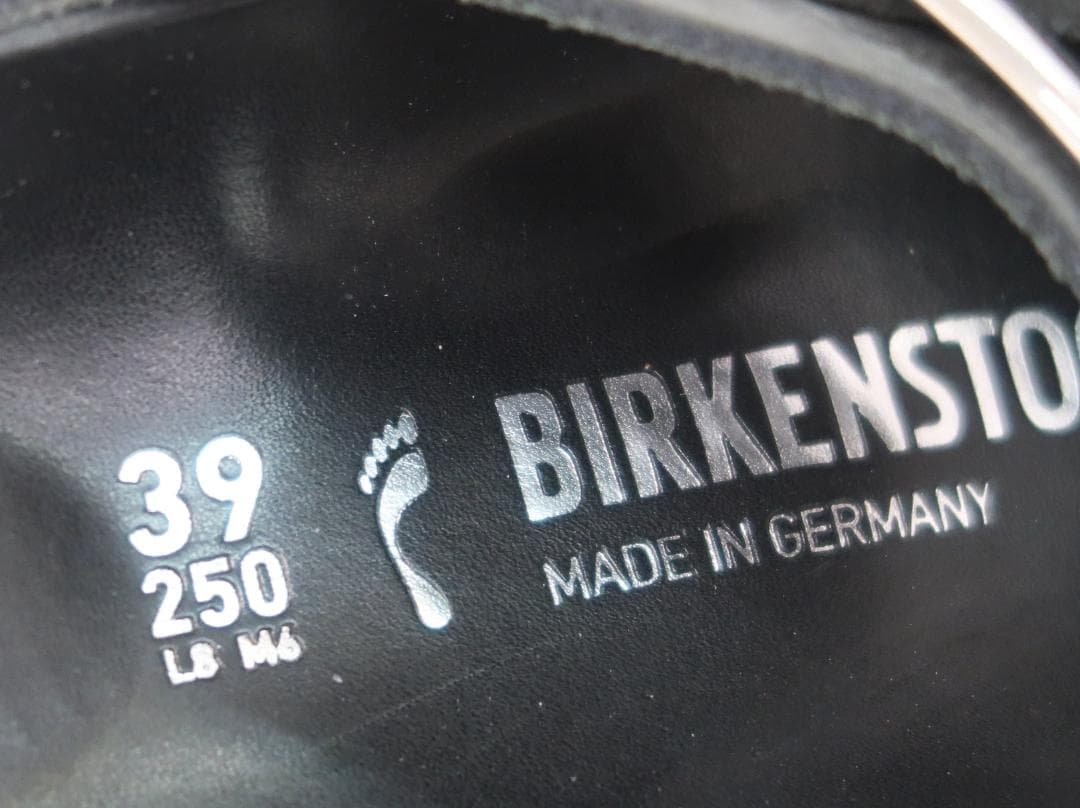 39
250
L8 M6
BIRKENSTO
MADE IN GERMANY